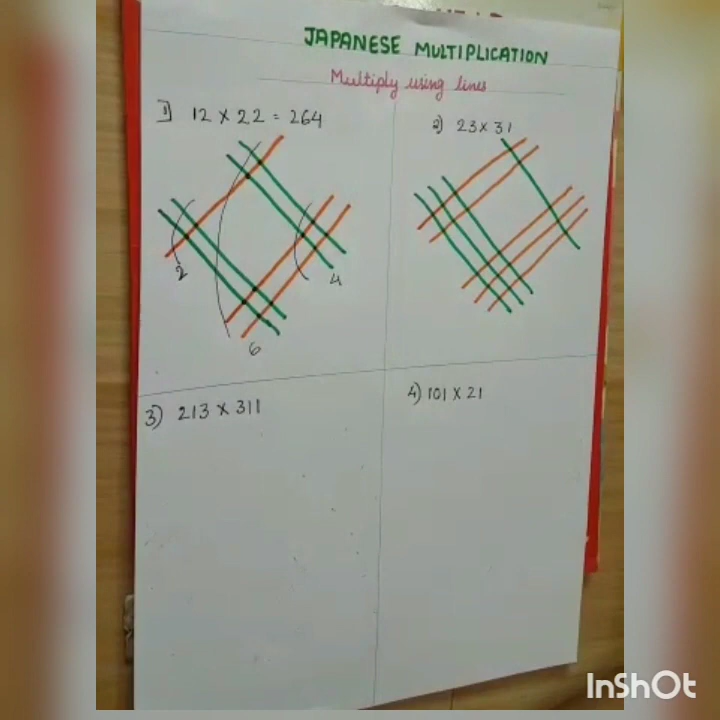 JAPANESE MULTIPLICATION
Multiply using lines
1) 12 × 22 = 264
2) 23 × 31
2
4
6
3) 213 × 311
4) 101 × 21
InShOt